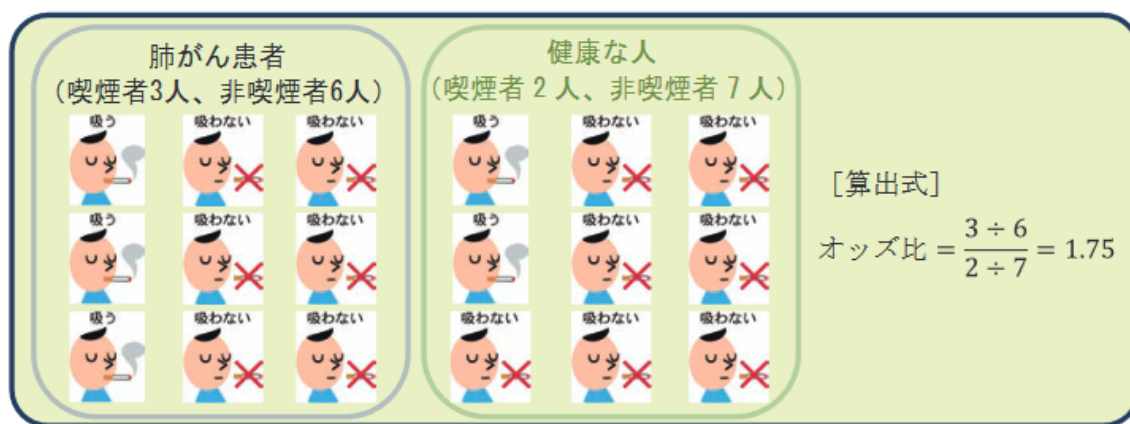 肺がん患者
（喫煙者3人、非喫煙者6人）
吸う 吸わない 吸わない
吸う 吸わない 吸わない
吸う 吸わない 吸わない
健康な人
（喫煙者２人、非喫煙者７人）
吸う 吸わない 吸わない
吸う 吸わない 吸わない
吸わない 吸わない 吸わない
［算出式］
オッズ比 = (3 ÷ 6)/(2 ÷ 7) = 1.75